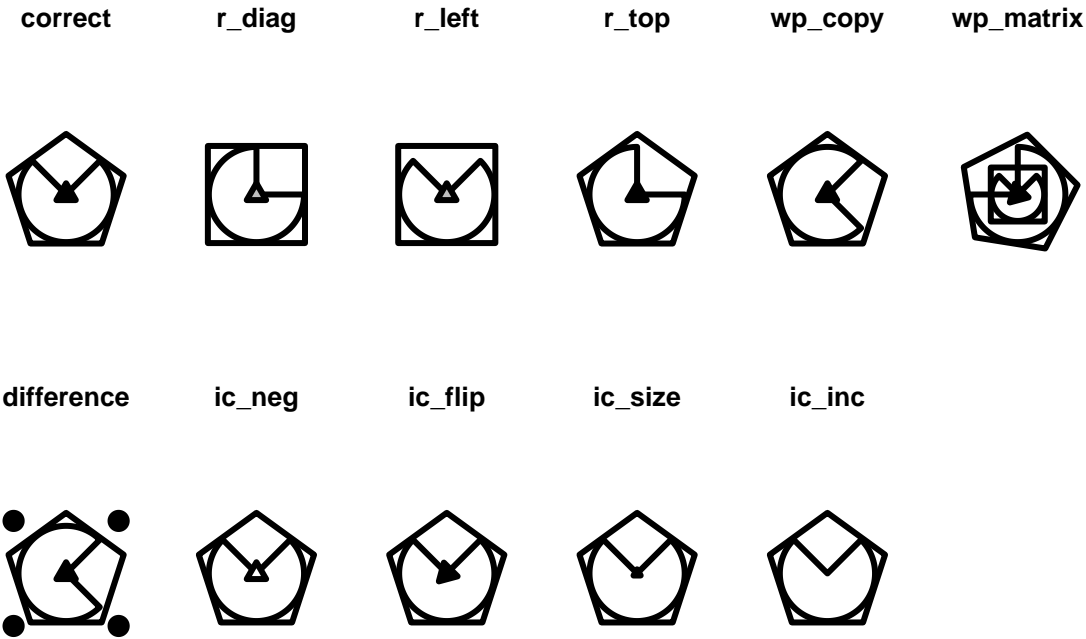 correct r_diag r_left r_top wp_copy wp_matrix
difference ic_neg ic_flip ic_size ic_inc